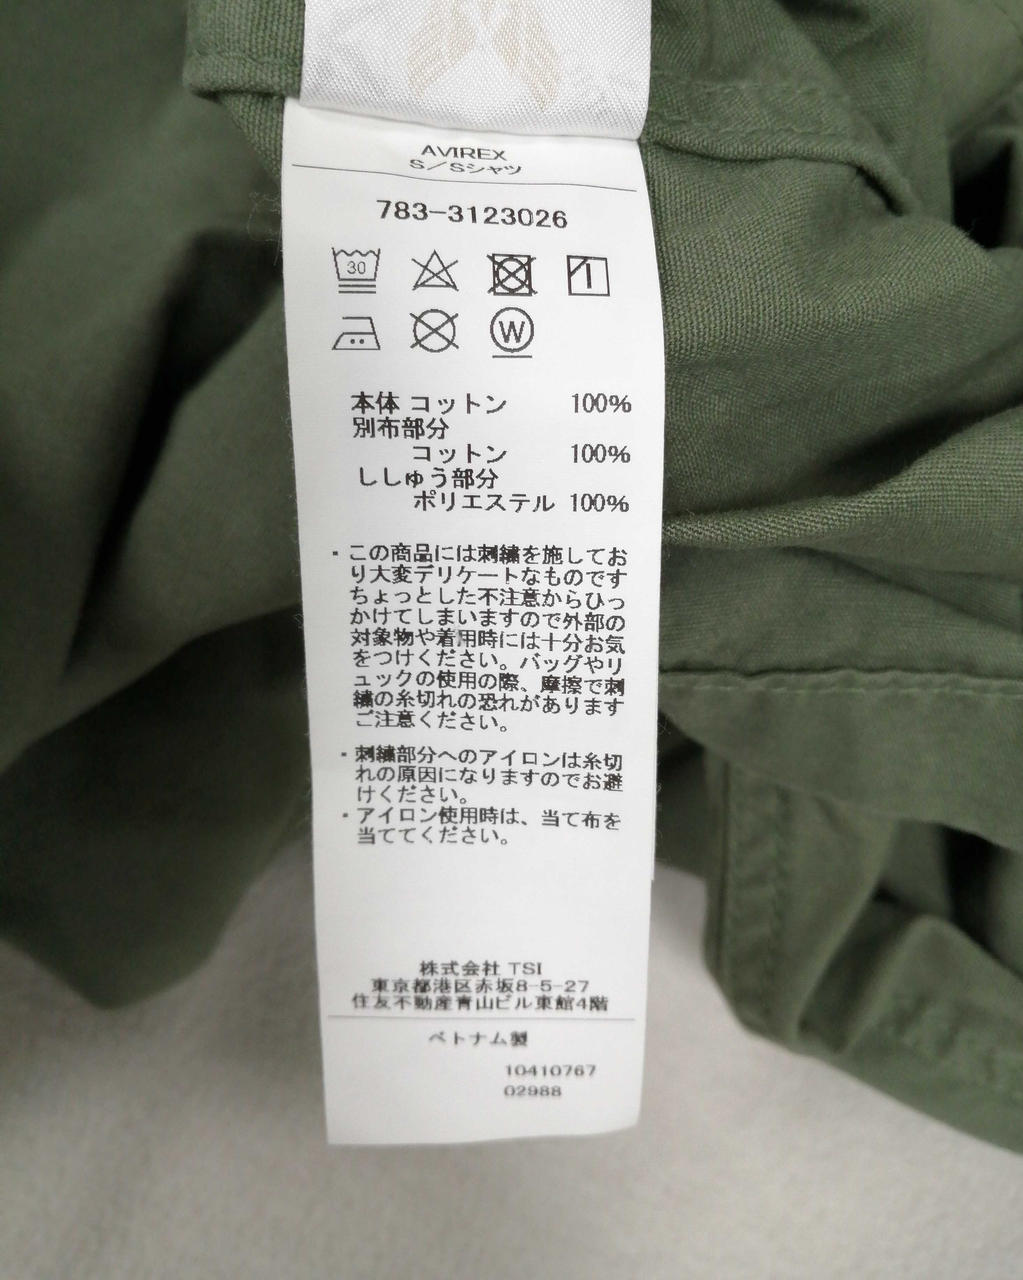 AVIREX
S/Sシャツ
783-3123026
30
W
本体 コットン 100%
別布部分
コットン 100%
ししゅう部分
ポリエステル 100%
・この商品には刺繍を施してお
り大変デリケートなものです
ちょっとした不注意からひっ
かけてしまいますので外部の
対象物や着用時には十分お気
をつけください。バッグやリ
ュックの使用の際、摩擦で刺
繍の糸切れの恐れがあります
ご注意ください。
・刺繍部分へのアイロンは糸切
れの原因になりますのでお避
けください。
・アイロン使用時は、当て布を
当ててください。
株式会社 TSI
東京都港区赤坂8-5-27
住友不動産青山ビル東館4階
ベトナム製
10410767
02988